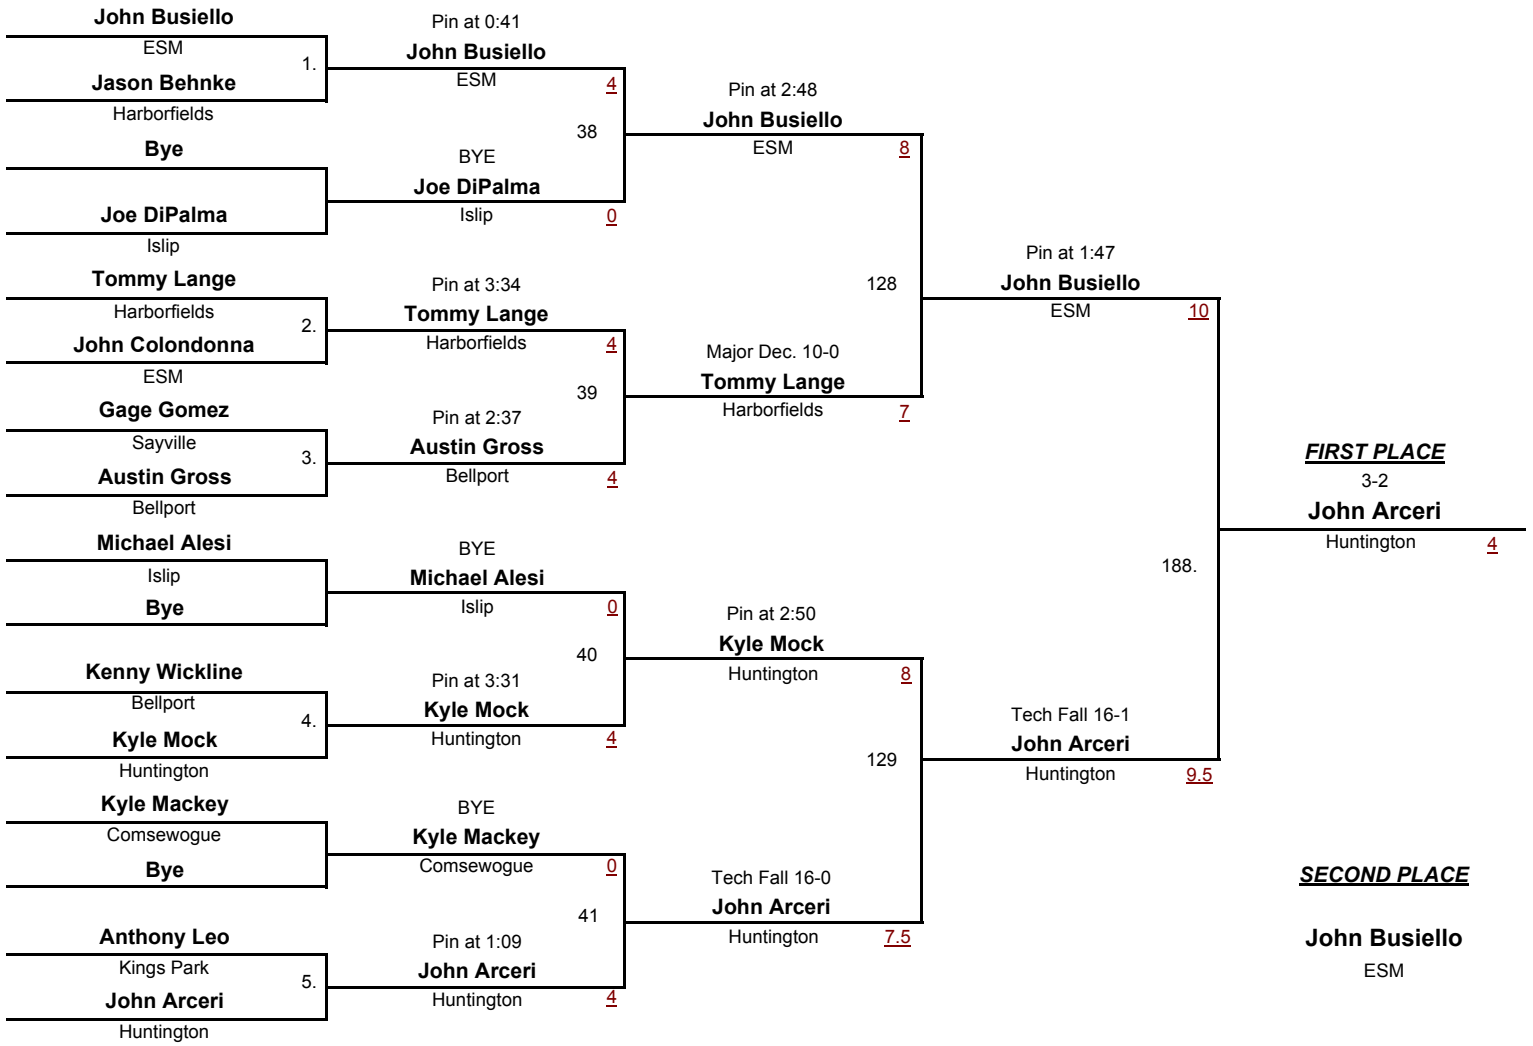 John Busiello
ESM
1.
Jason Behnke
Harborfields
Bye
Joe DiPalma
Islip
Tommy Lange
Harborfields
2.
John Colondonna
ESM
Gage Gomez
Sayville
3.
Austin Gross
Bellport
Michael Alesi
Islip
Bye
Kenny Wickline
Bellport
4.
Kyle Mock
Huntington
Kyle Mackey
Comsewogue
Bye
Anthony Leo
Kings Park
5.
John Arceri
Huntington
Pin at 0:41
John Busiello
ESM 4
38
BYE
Joe DiPalma
Islip 0
Pin at 3:34
Tommy Lange
Harborfields 4
39
Pin at 2:37
Austin Gross
Bellport 4
BYE
Michael Alesi
Islip 0
40
Pin at 3:31
Kyle Mock
Huntington 4
BYE
Kyle Mackey
Comsewogue 0
41
Pin at 1:09
John Arceri
Huntington 4
Pin at 2:48
John Busiello
ESM 8
128
Major Dec. 10-0
Tommy Lange
Harborfields 7
Pin at 2:50
Kyle Mock
Huntington 8
129
Tech Fall 16-0
John Arceri
Huntington 7.5
Pin at 1:47
John Busiello
ESM 10
188.
Tech Fall 16-1
John Arceri
Huntington 9.5
FIRST PLACE
3-2
John Arceri
Huntington 4
SECOND PLACE
John Busiello
ESM